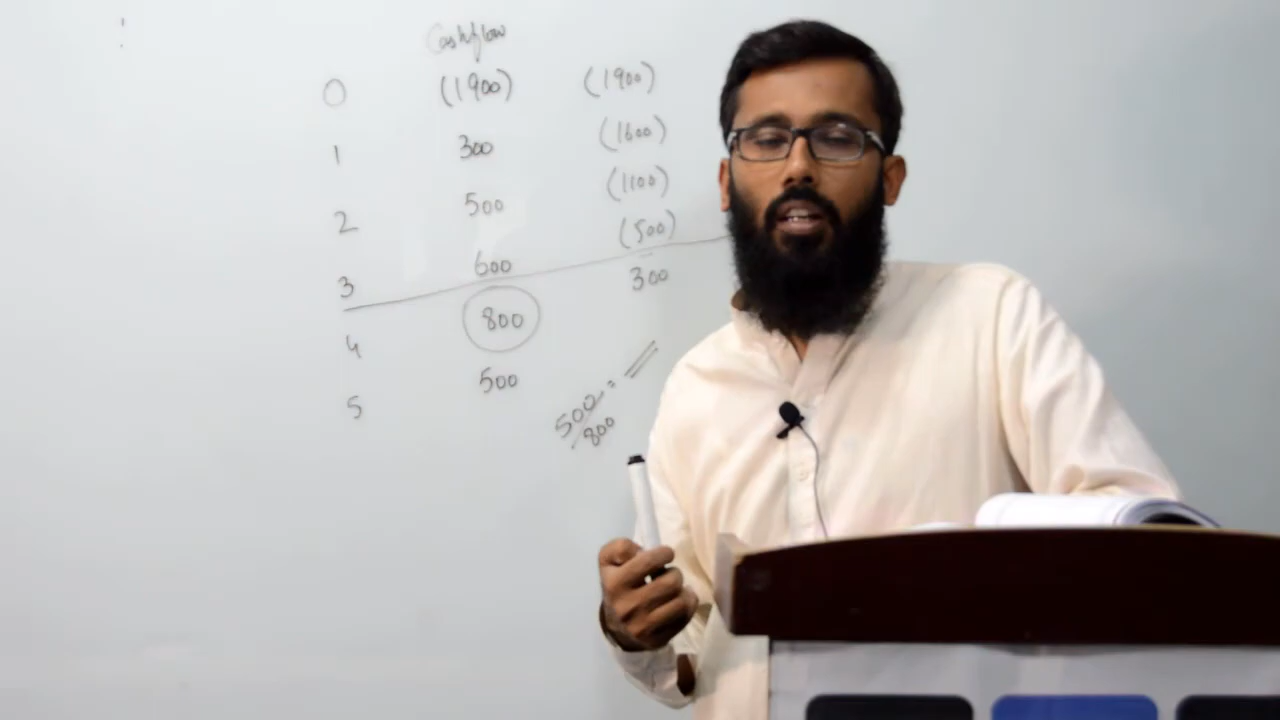 Cashflow
0 (1900) (1900)
1 300 (1600)
2 500 (1100)
3 600 (500)
4 800 300
5 500
500/800 =